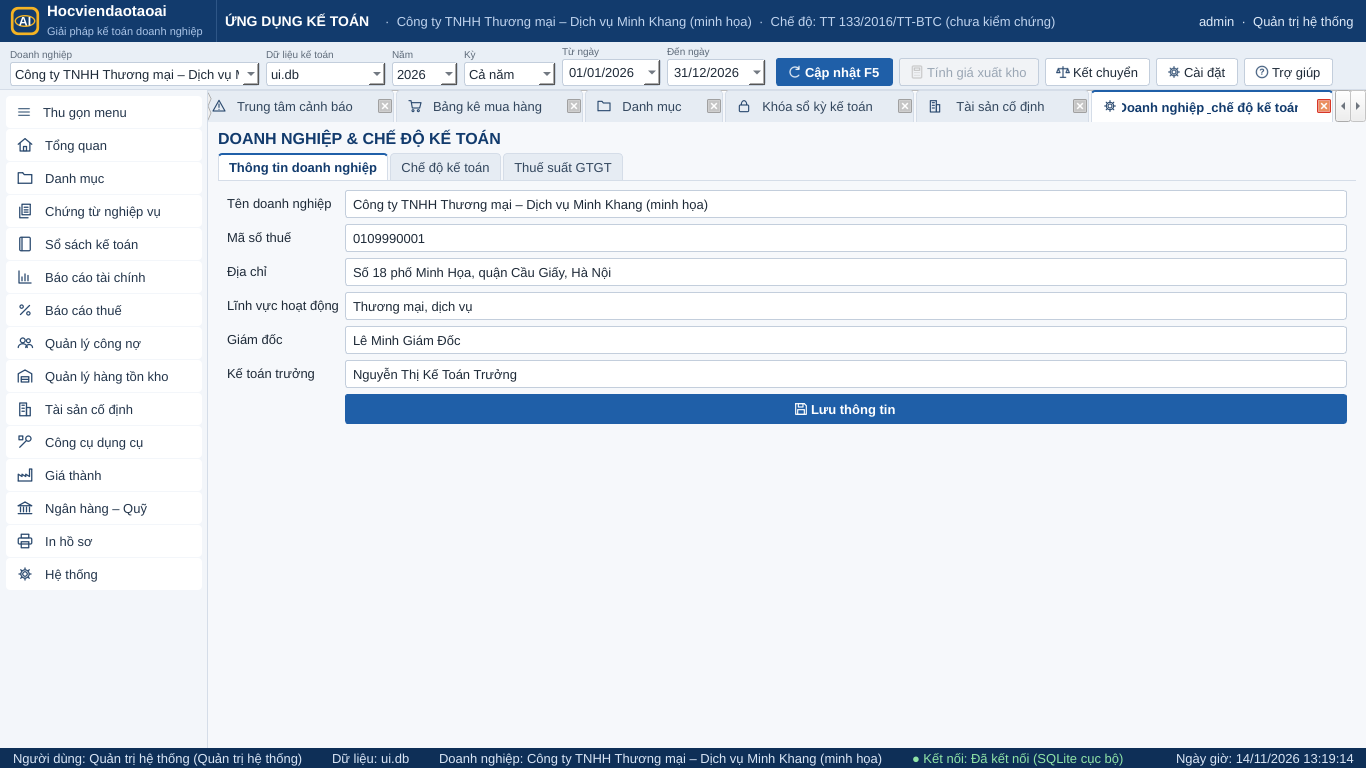 Hocviendaotaoai
Giải pháp kế toán doanh nghiệp
ỨNG DỤNG KẾ TOÁN · Công ty TNHH Thương mại – Dịch vụ Minh Khang (minh họa) · Chế độ: TT 133/2016/TT-BTC (chưa kiểm chứng)
admin · Quản trị hệ thống
Doanh nghiệp Dữ liệu kế toán Năm Kỳ Từ ngày Đến ngày
Công ty TNHH Thương mại – Dịch vụ ui.db 2026 Cả năm 01/01/2026 31/12/2026 Cập nhật F5 Tính giá xuất kho Kết chuyển Cài đặt Trợ giúp
Trung tâm cảnh báo Bảng kê mua hàng Danh mục Khóa sổ kỳ kế toán Tài sản cố định Doanh nghiệp _chế độ kế toán
Thu gọn menu
Tổng quan
Danh mục
Chứng từ nghiệp vụ
Sổ sách kế toán
Báo cáo tài chính
Báo cáo thuế
Quản lý công nợ
Quản lý hàng tồn kho
Tài sản cố định
Công cụ dụng cụ
Giá thành
Ngân hàng – Quỹ
In hồ sơ
Hệ thống
DOANH NGHIỆP & CHẾ ĐỘ KẾ TOÁN
Thông tin doanh nghiệp Chế độ kế toán Thuế suất GTGT
Tên doanh nghiệp Công ty TNHH Thương mại – Dịch vụ Minh Khang (minh họa)
Mã số thuế 0109990001
Địa chỉ Số 18 phố Minh Họa, quận Cầu Giấy, Hà Nội
Lĩnh vực hoạt động Thương mại, dịch vụ
Giám đốc Lê Minh Giám Đốc
Kế toán trưởng Nguyễn Thị Kế Toán Trưởng
Lưu thông tin
Người dùng: Quản trị hệ thống (Quản trị hệ thống) Dữ liệu: ui.db Doanh nghiệp: Công ty TNHH Thương mại – Dịch vụ Minh Khang (minh họa) ● Kết nối: Đã kết nối (SQLite cục bộ) Ngày giờ: 14/11/2026 13:19:14